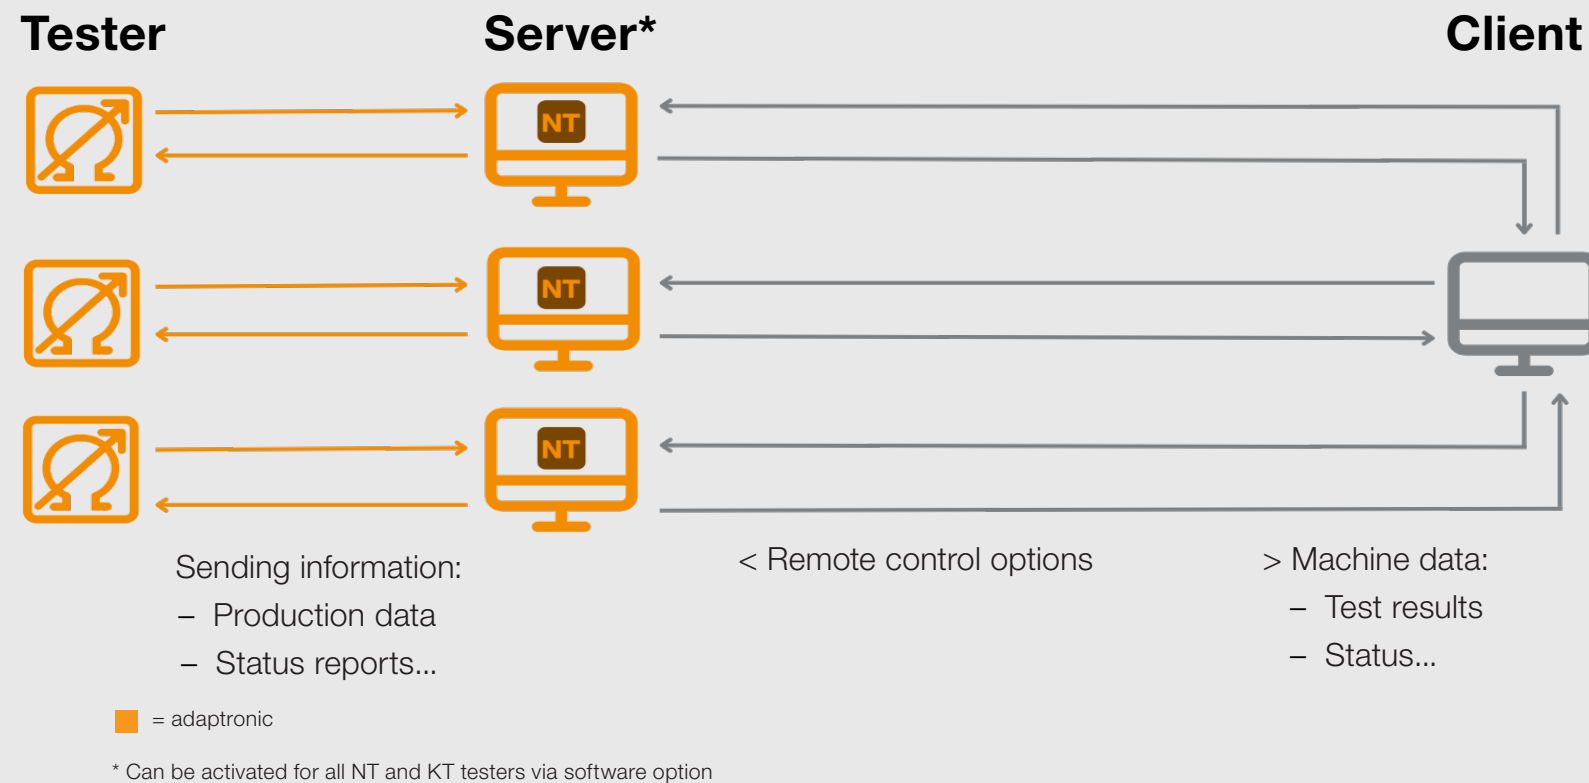 Tester Server* Client
NT
NT
NT
Sending information:
– Production data
– Status reports...
< Remote control options
> Machine data:
– Test results
– Status...
= adaptronic
* Can be activated for all NT and KT testers via software option